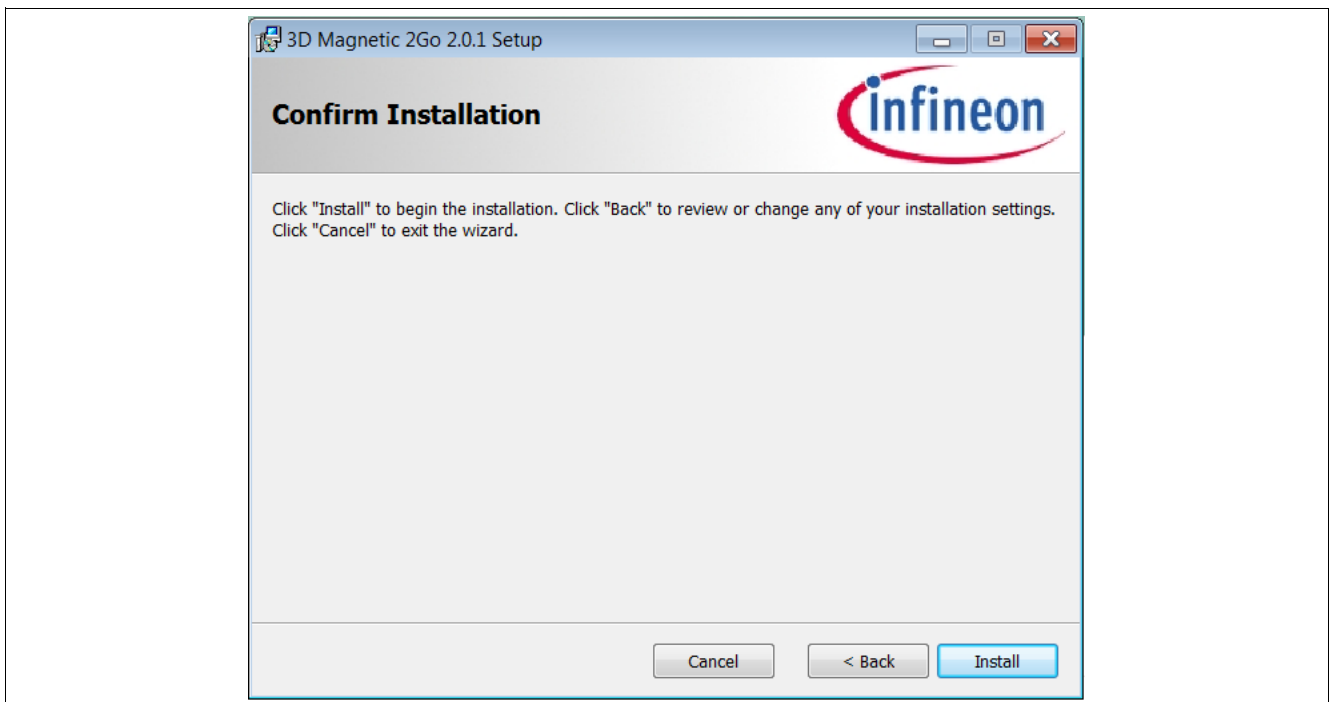 3D Magnetic 2Go 2.0.1 Setup
Confirm Installation
infineon
Click "Install" to begin the installation. Click "Back" to review or change any of your installation settings.
Click "Cancel" to exit the wizard.
Cancel
< Back
Install